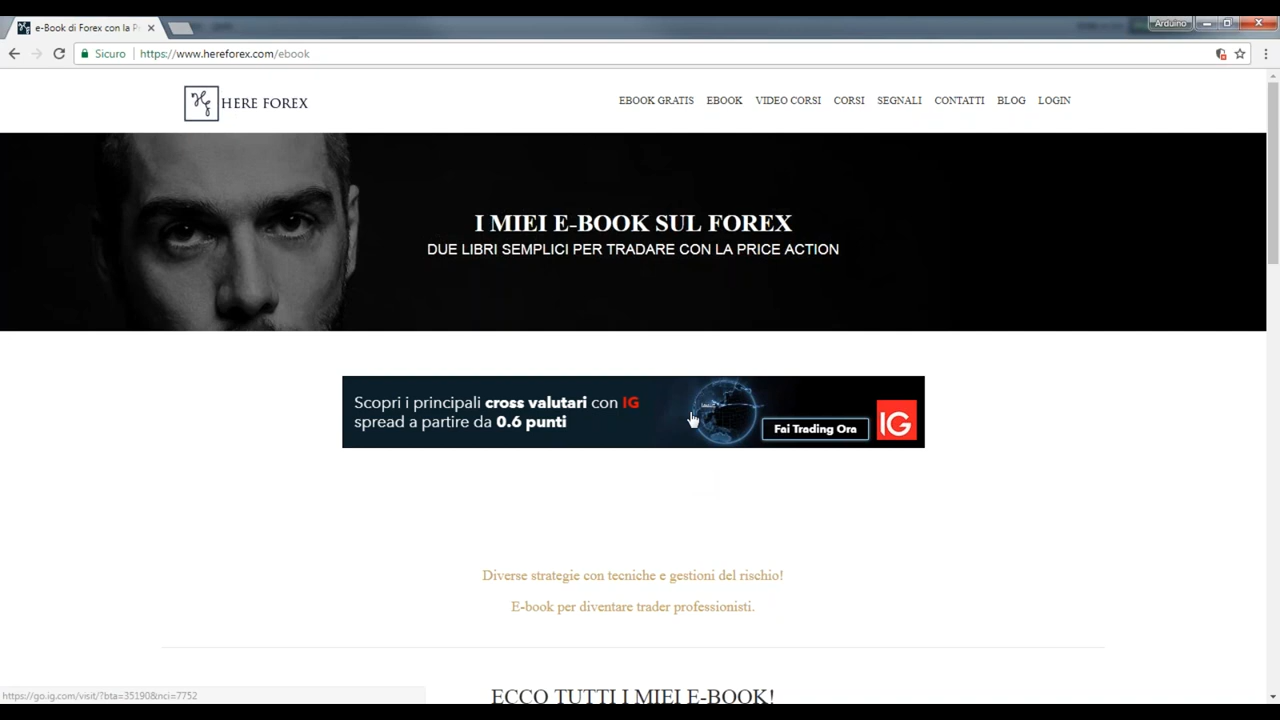 e-Book di Forex con la P
Arduino
Sicuro
https://www.hereforex.com/ebook
Hf
HERE FOREX
EBOOK GRATIS
EBOOK
VIDEO CORSI
CORSI
SEGNALI
CONTATTI
BLOG
LOGIN
I MIEI E-BOOK SUL FOREX
DUE LIBRI SEMPLICI PER TRADARE CON LA PRICE ACTION
Scopri i principali cross valutari con IG
spread a partire da 0.6 punti
Fai Trading Ora
IG
Diverse strategie con tecniche e gestioni del rischio!
E-book per diventare trader professionisti.
https://go.ig.com/visit/?bta=35190&nci=7752
ECCO TUTTI I MIEI E-BOOK!